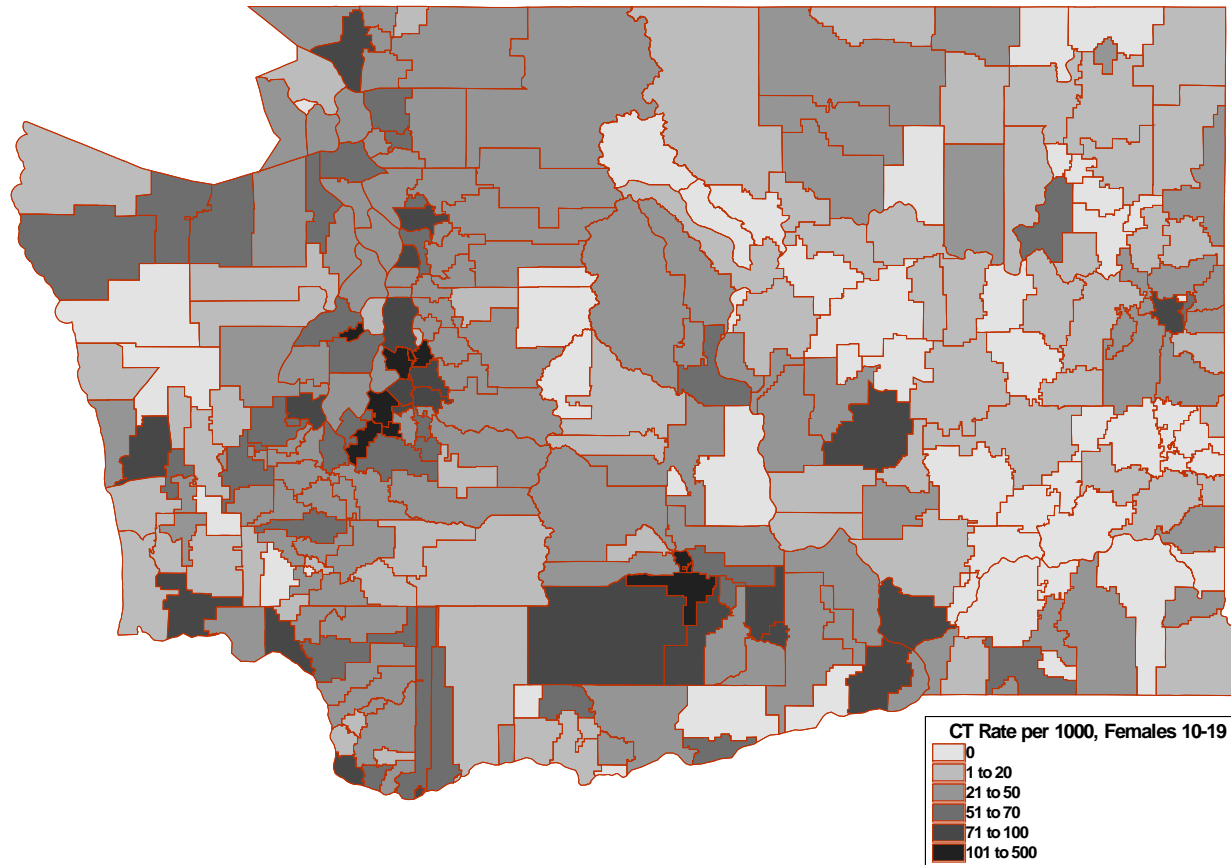 CT Rate per 1000, Females 10-19
0
1 to 20
21 to 50
51 to 70
71 to 100
101 to 500